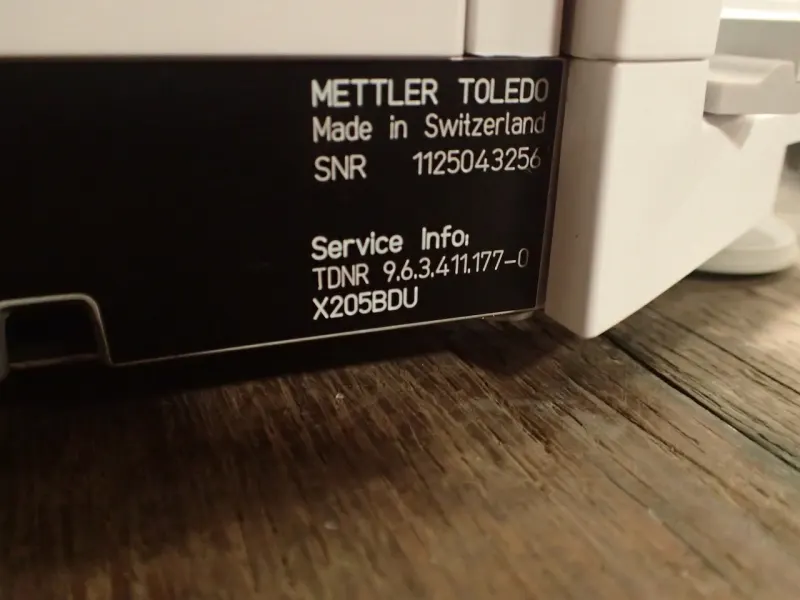 METTLER TOLEDO
Made in Switzerland
SNR 1125043256
Service Info:
TDNR 9.6.3.411.177-0
X205BDU